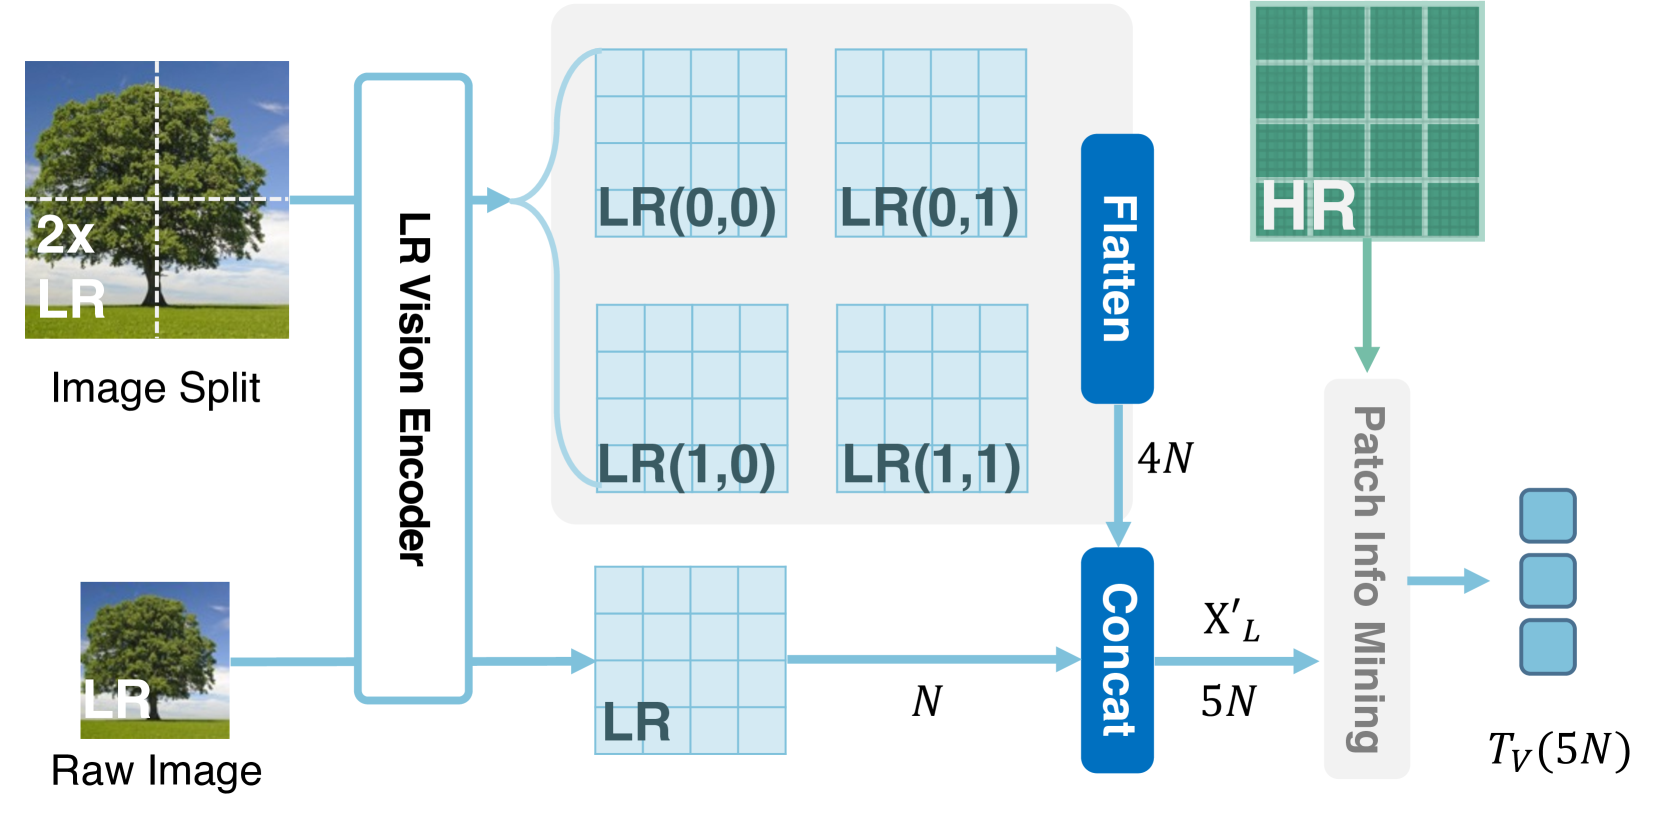 2x
LR
Image Split
LR
Raw Image
LR Vision Encoder
LR(0,0)
LR(0,1)
LR(1,0)
LR(1,1)
LR
Flatten
4N
N
Concat
X′_L
5N
HR
Patch Info Mining
T_V(5N)